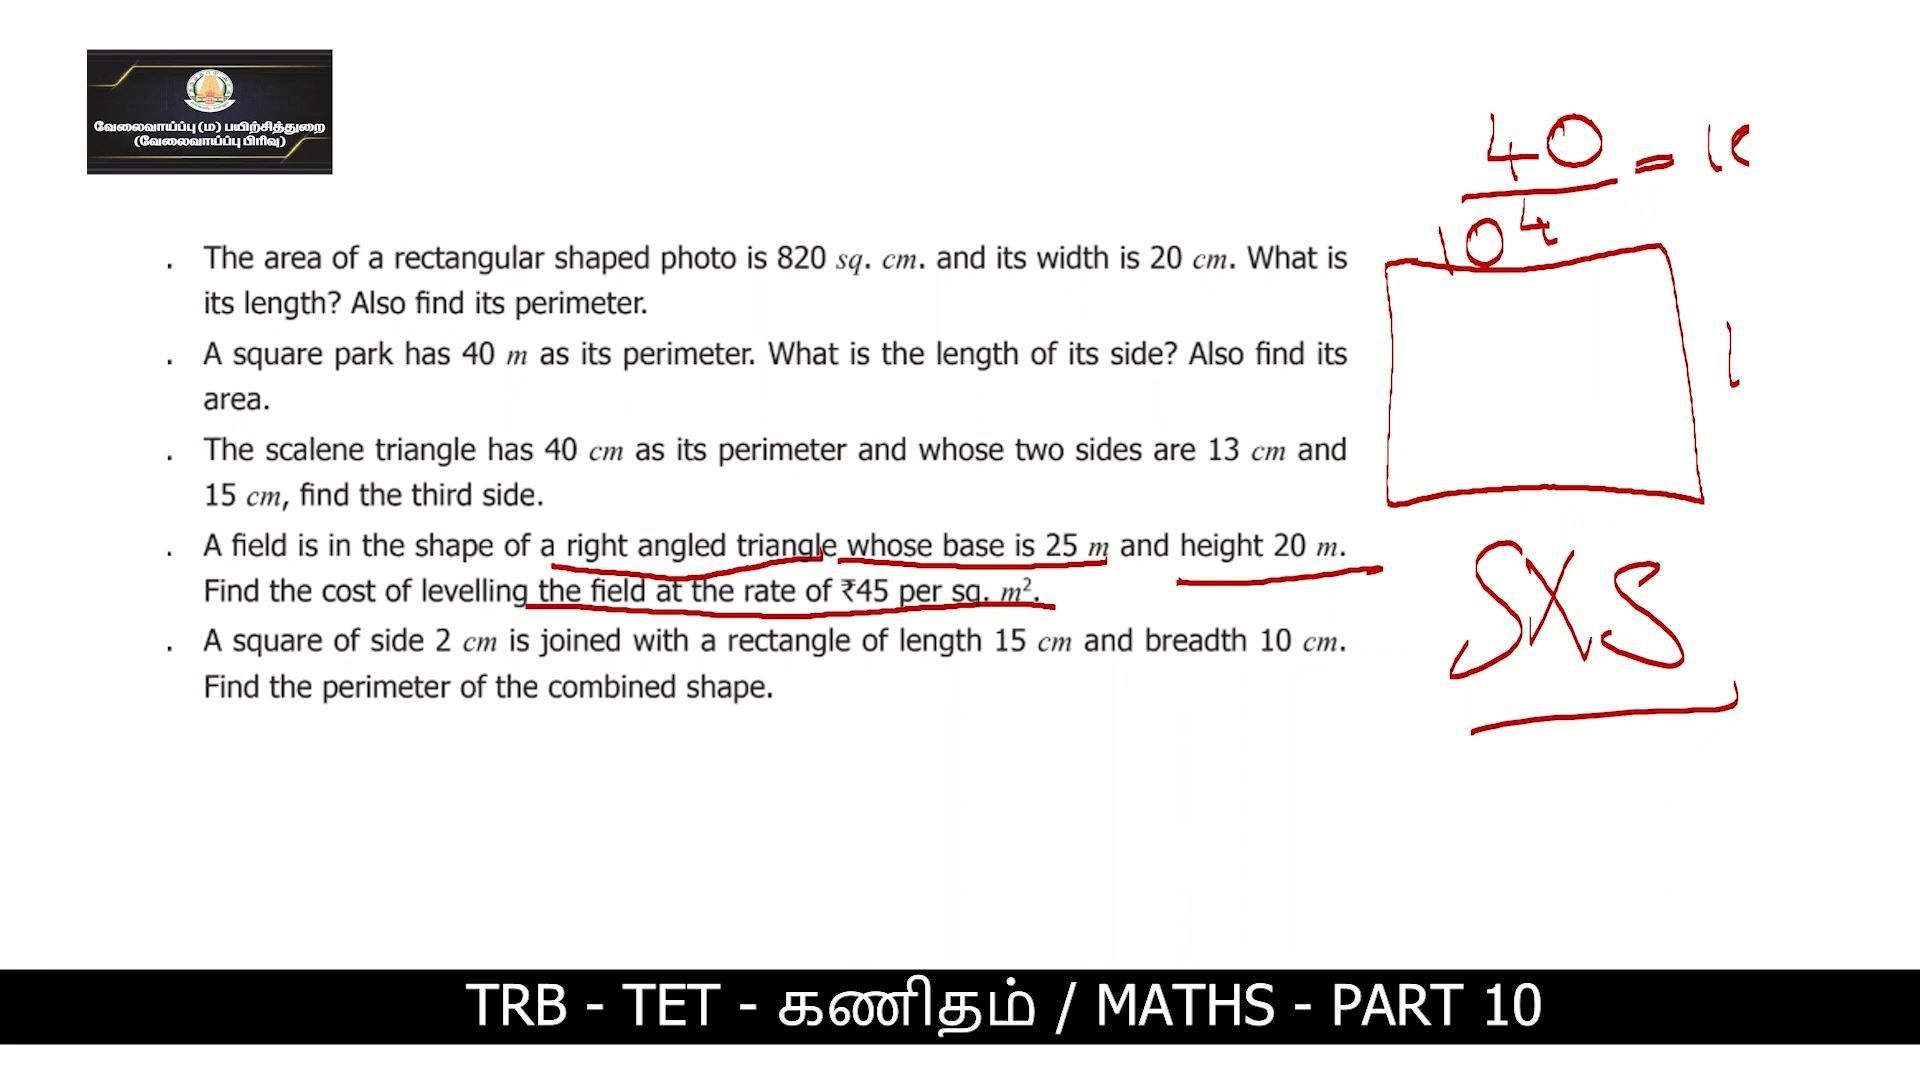 வேலைவாய்ப்பு (ம) பயிற்சித்துறை
(வேலைவாய்ப்பு பிரிவு)
. The area of a rectangular shaped photo is 820 sq. cm. and its width is 20 cm. What is
its length? Also find its perimeter.
. A square park has 40 m as its perimeter. What is the length of its side? Also find its
area.
. The scalene triangle has 40 cm as its perimeter and whose two sides are 13 cm and
15 cm, find the third side.
. A field is in the shape of a right angled triangle whose base is 25 m and height 20 m.
Find the cost of levelling the field at the rate of ₹45 per sq. m².
. A square of side 2 cm is joined with a rectangle of length 15 cm and breadth 10 cm.
Find the perimeter of the combined shape.
40 =
4
10
SXS
TRB - TET - கணிதம் / MATHS - PART 10